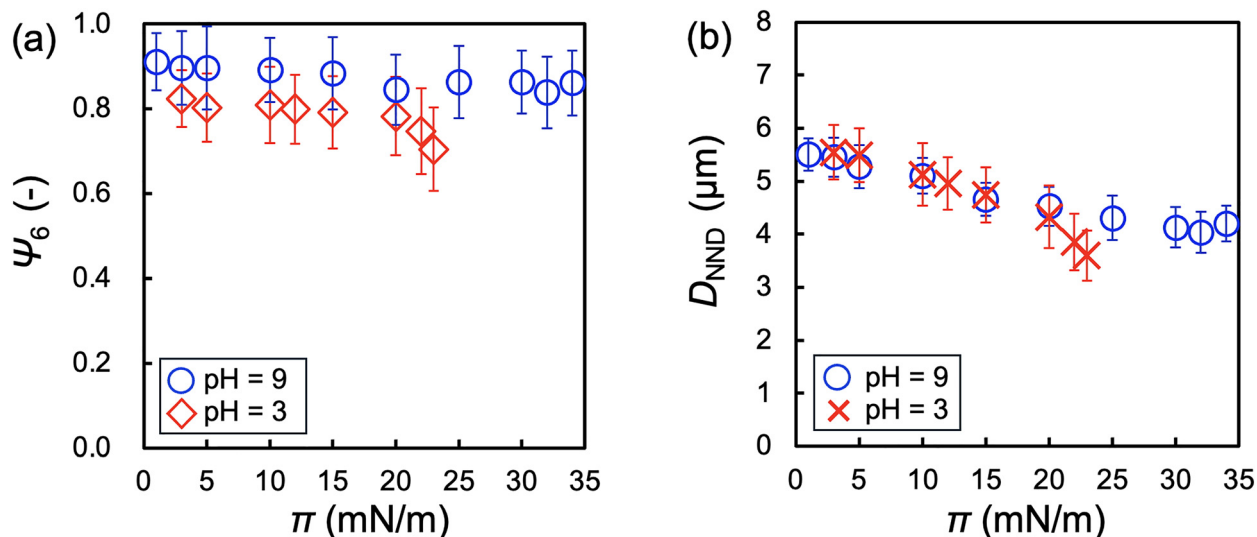 (a)
1.0
0.8
0.6
0.4
0.2
0.0
Ψ6 (-)
pH = 9
pH = 3
0 5 10 15 20 25 30 35
π (mN/m)
(b)
8
7
6
5
4
3
2
1
0
DNND (μm)
pH = 9
pH = 3
0 5 10 15 20 25 30 35
π (mN/m)